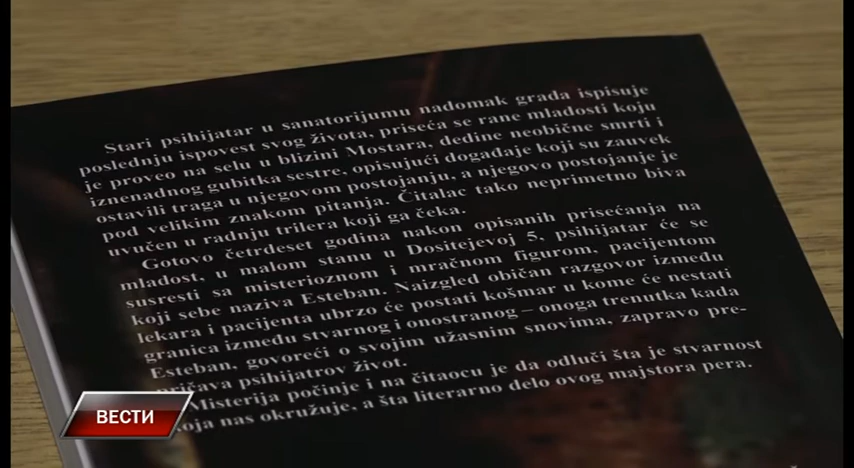 Stari psihijatar u sanatorijumu nadomak grada ispisuje
poslednju ispovest svog života, priseća se rane mladosti koju
je proveo na selu u blizini Mostara, dedine neobične smrti i
iznenadnog gubitka sestre, opisujući događaje koji su zauvek
ostavili traga u njegovom postojanju, a njegovo postojanje je
pod velikim znakom pitanja. Čitalac tako neprimetno biva
uvučen u radnju trilera koji ga čeka.
Gotovo četrdeset godina nakon opisanih prisećanja na
mladost, u malom stanu u Dositejevoj 5, psihijatar će se
susresti sa misterioznom i mračnom figurom, pacijentom
koji sebe naziva Esteban. Naizgled običan razgovor između
lekara i pacijenta ubrzo će postati košmar u kome će nestati
granica između stvarnog i onostranog – onoga trenutka kada
Esteban, govoreći o svojim užasnim snovima, zapravo pre-
pričava psihijatrov život.
Misterija počinje i na čitaocu je da odluči šta je stvarnost
koja nas okružuje, a šta literarno delo ovog majstora pera.
ВЕСТИ